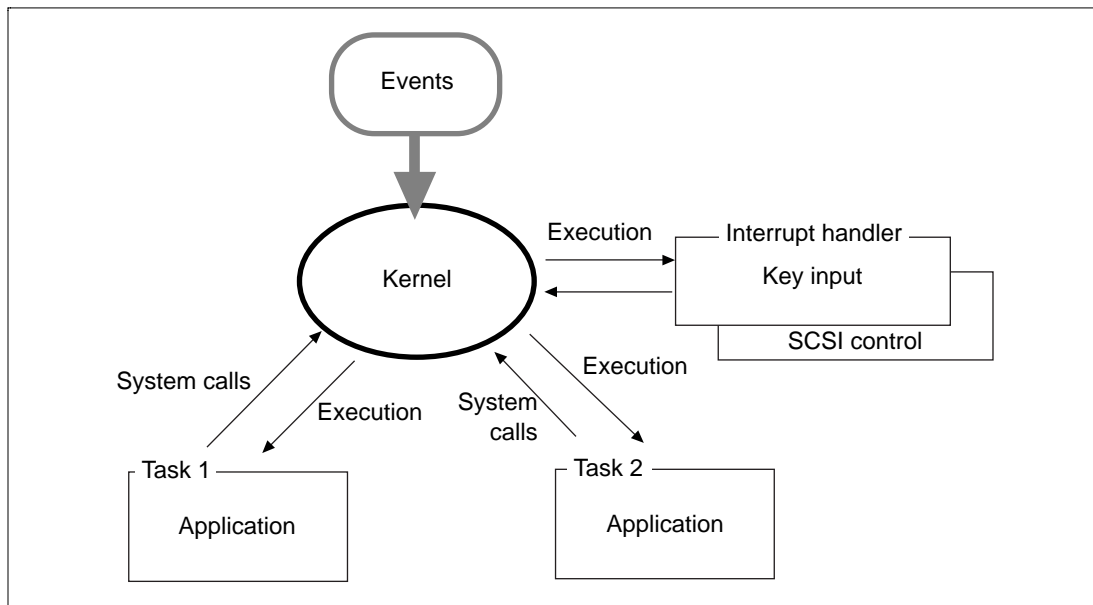 Events
Execution
Interrupt handler
Kernel
Key input
SCSI control
System calls
Execution
Execution
System
calls
Task 1
Application
Task 2
Application